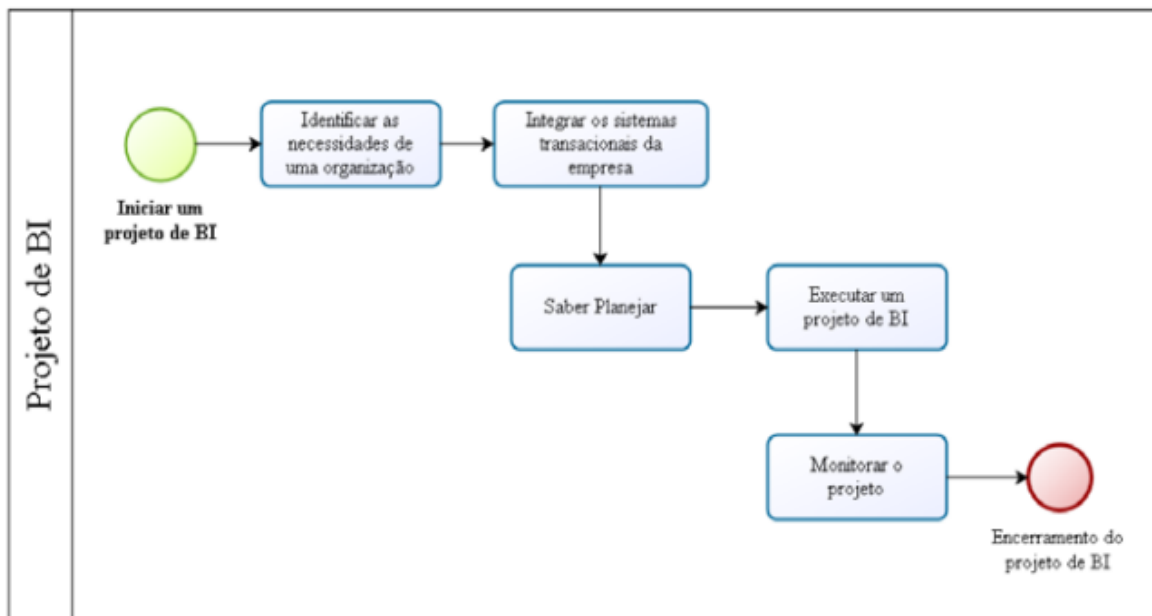 Projeto de BI
Iniciar um
projeto de BI
Identificar as
necessidades de
uma organização
Integrar os sistemas
transacionais da
empresa
Saber Planejar
Executar um
projeto de BI
Monitorar o
projeto
Encerramento do
projeto de BI